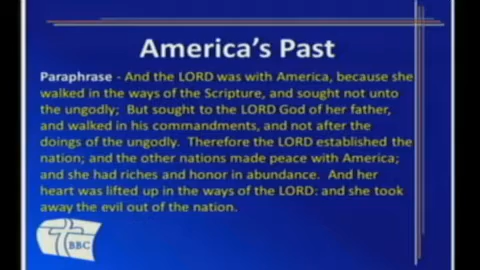 America's Past
Paraphrase - And the LORD was with America, because she
walked in the ways of the Scripture, and sought not unto
the ungodly; But sought to the LORD God of her father,
and walked in his commandments, and not after the
doings of the ungodly. Therefore the LORD established the
nation; and the other nations made peace with America;
and she had riches and honor in abundance. And her
heart was lifted up in the ways of the LORD: and she took
away the evil out of the nation.
BBC